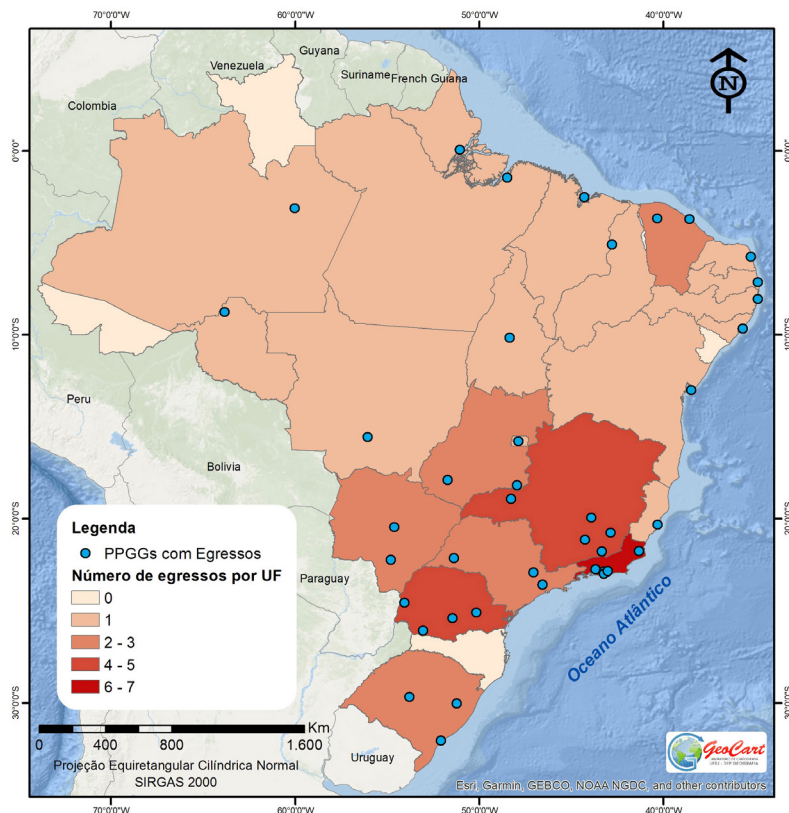 70°0'0"W 60°0'0"W 50°0'0"W 40°0'0"W
Guyana
Venezuela
Suriname
French Guiana
Colombia
N
0°0'0" 0°0'0"
10°0'0"S 10°0'0"S
Peru
Bolivia
20°0'0"S 20°0'0"S
Legenda
PPGGs com Egressos
Número de egressos por UF
0
1
2 - 3
4 - 5
6 - 7
Paraguay
Oceano Atlântico
30°0'0"S 30°0'0"S
Km
0 400 800 1.600
Projeção Equiretangular Cilíndrica Normal
SIRGAS 2000
Uruguay
GeoCart
Esri, Garmin, GEBCO, NOAA NGDC, and other contributors
70°0'0"W 60°0'0"W 50°0'0"W 40°0'0"W